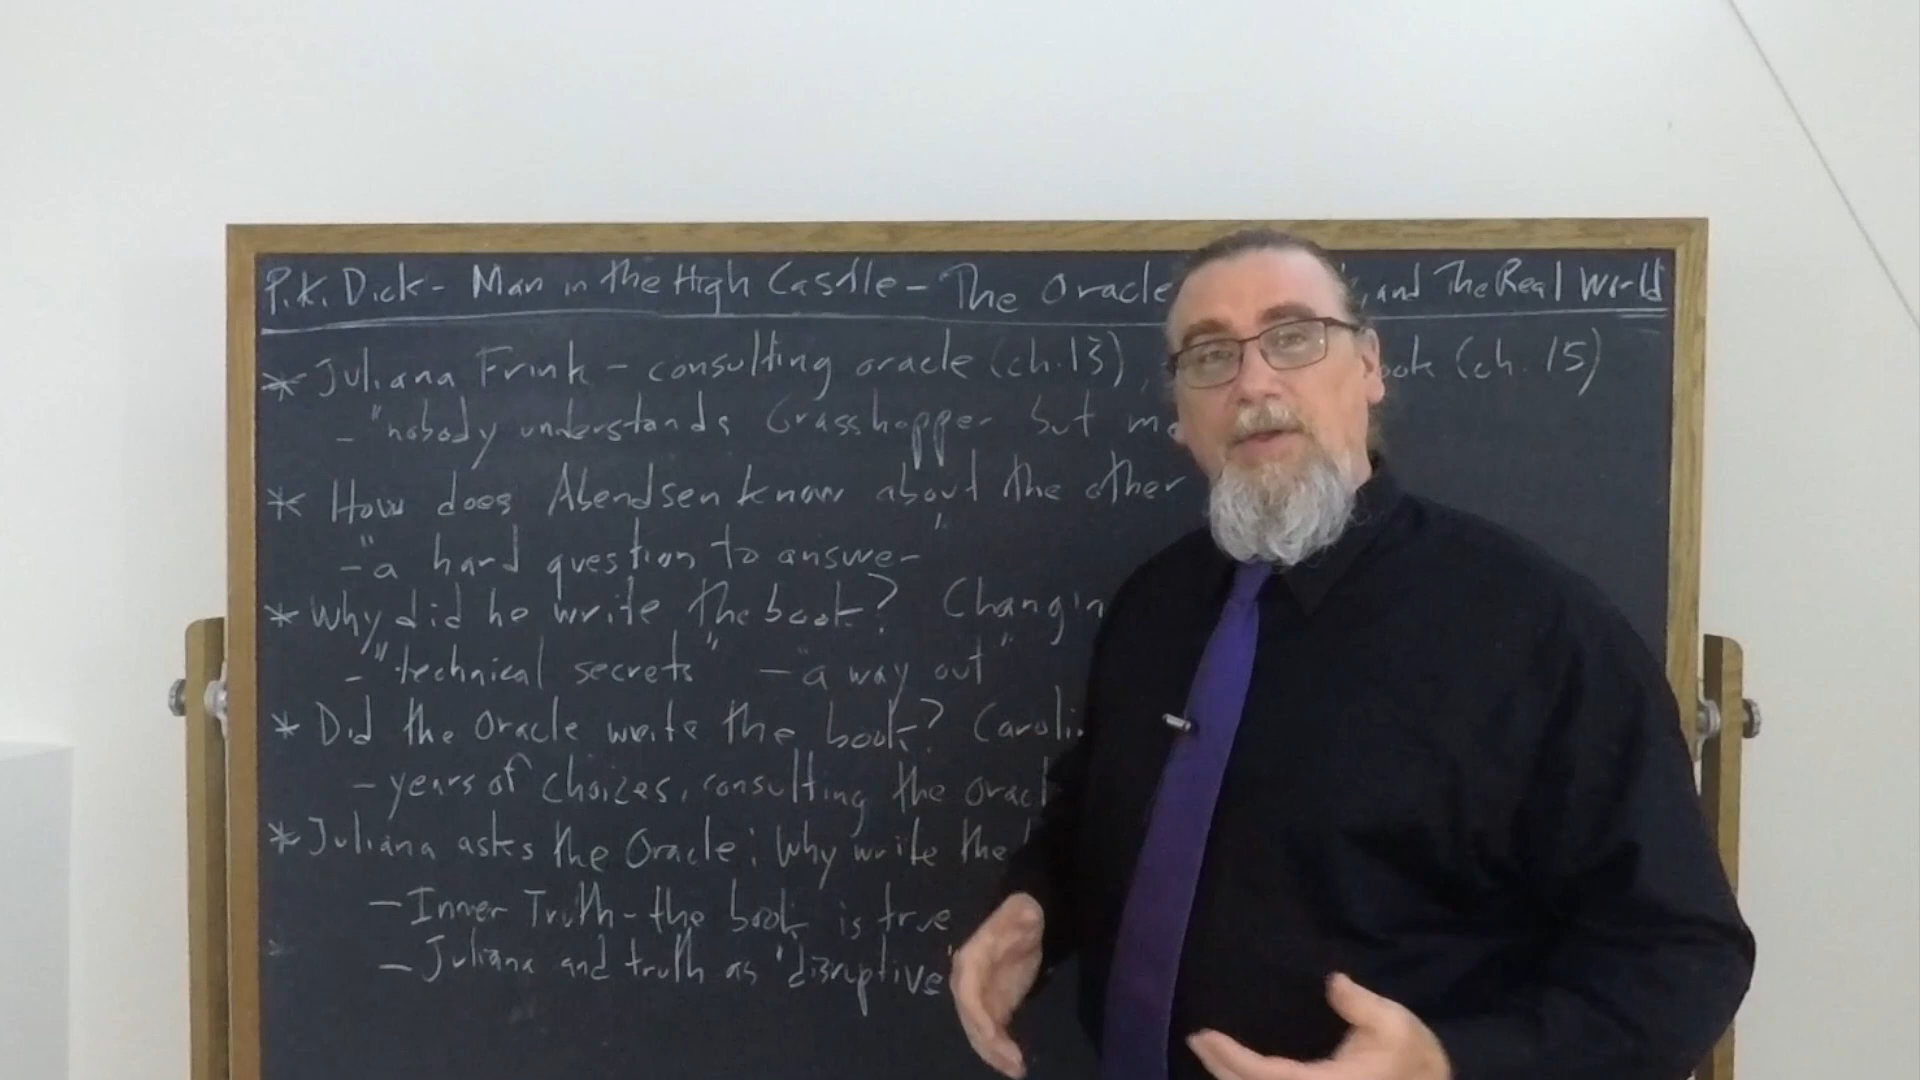 P.K. Dick - Man in the High Castle - The Oracle , and The Real World
* Juliana Frink - consulting oracle (ch.13), book (ch. 15)
- "nobody understands Grasshopper but me
* How does Abendsen know about the other
- "a hard question to answer"
* Why did he write the book? Changin
- "technical secrets" - "a way out"
* Did the Oracle write the book? Caroli
- years of choices, consulting the oracl
* Juliana asks the Oracle: Why write the
- Inner Truth - the book is true
- Juliana and truth as "disruptive"